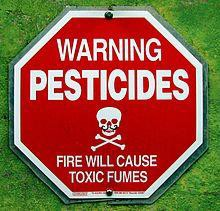 WARNING
PESTICIDES
FIRE WILL CAUSE
TOXIC FUMES